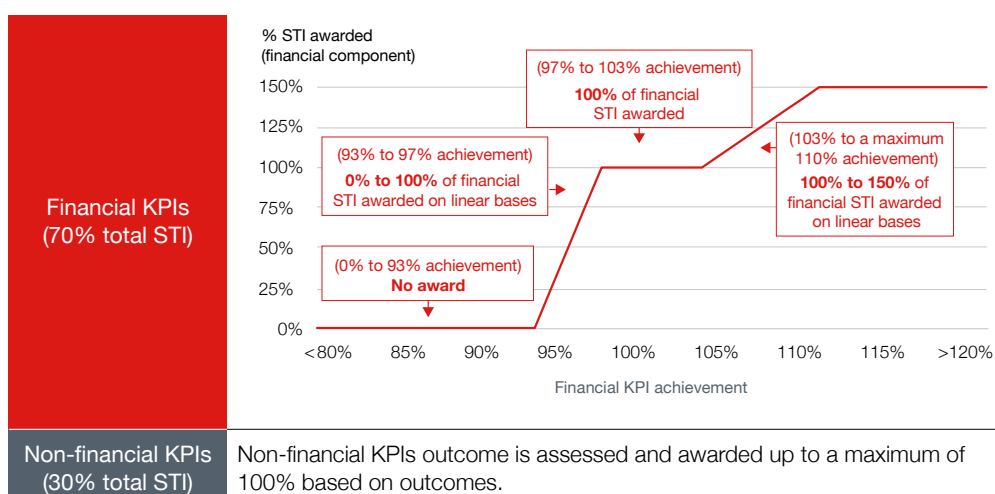 Financial KPIs
(70% total STI)
% STI awarded
(financial component)
150%
125%
100%
75%
50%
25%
0%
(97% to 103% achievement)
100% of financial
STI awarded
(93% to 97% achievement)
0% to 100% of financial
STI awarded on linear bases
(103% to a maximum
110% achievement)
100% to 150% of
financial STI awarded
on linear bases
(0% to 93% achievement)
No award
<80% 85% 90% 95% 100% 105% 110% 115% >120%
Financial KPI achievement
Non-financial KPIs
(30% total STI)
Non-financial KPIs outcome is assessed and awarded up to a maximum of
100% based on outcomes.